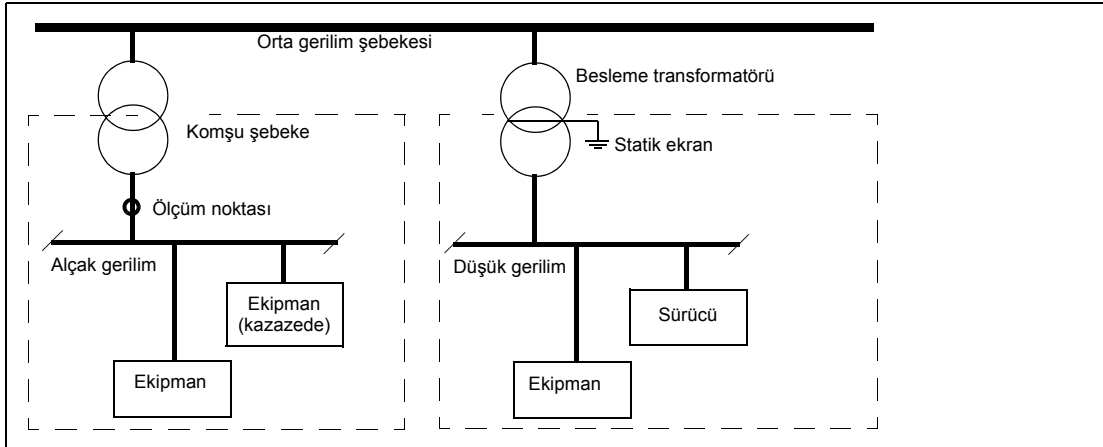 Orta gerilim şebekesi
Besleme transformatörü
Komşu şebeke
Statik ekran
Ölçüm noktası
Alçak gerilim
Düşük gerilim
Ekipman
(kazazede)
Sürücü
Ekipman
Ekipman